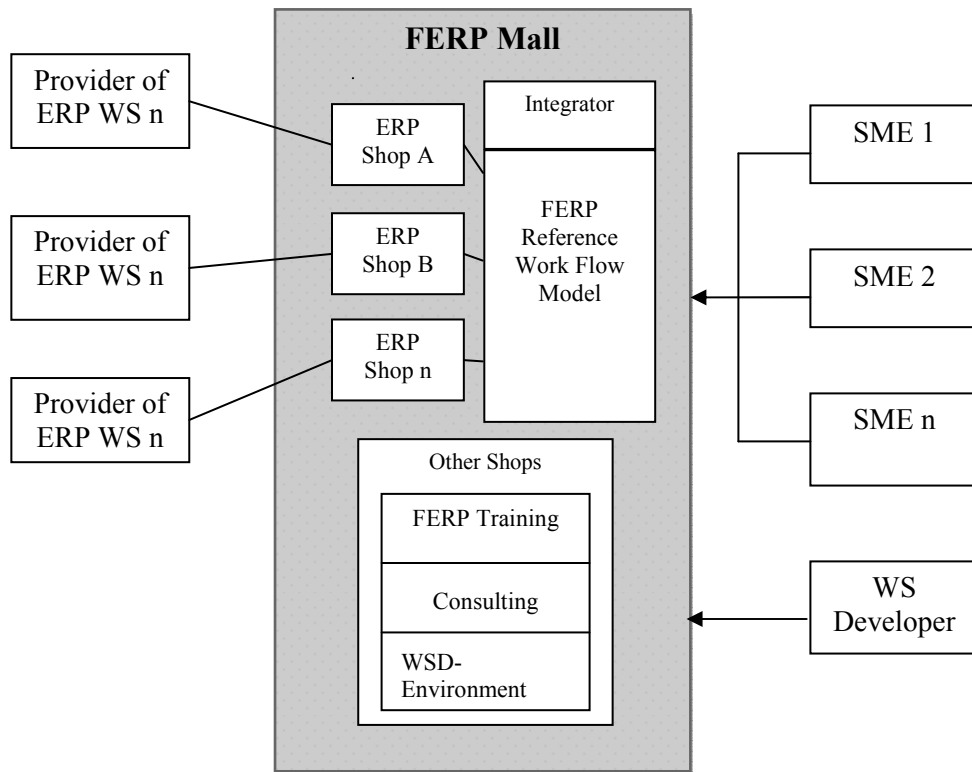 FERP Mall
Provider of
ERP WS n
Provider of
ERP WS n
Provider of
ERP WS n
ERP
Shop A
ERP
Shop B
ERP
Shop n
Integrator
FERP
Reference
Work Flow
Model
Other Shops
FERP Training
Consulting
WSD-
Environment
SME 1
SME 2
SME n
WS
Developer